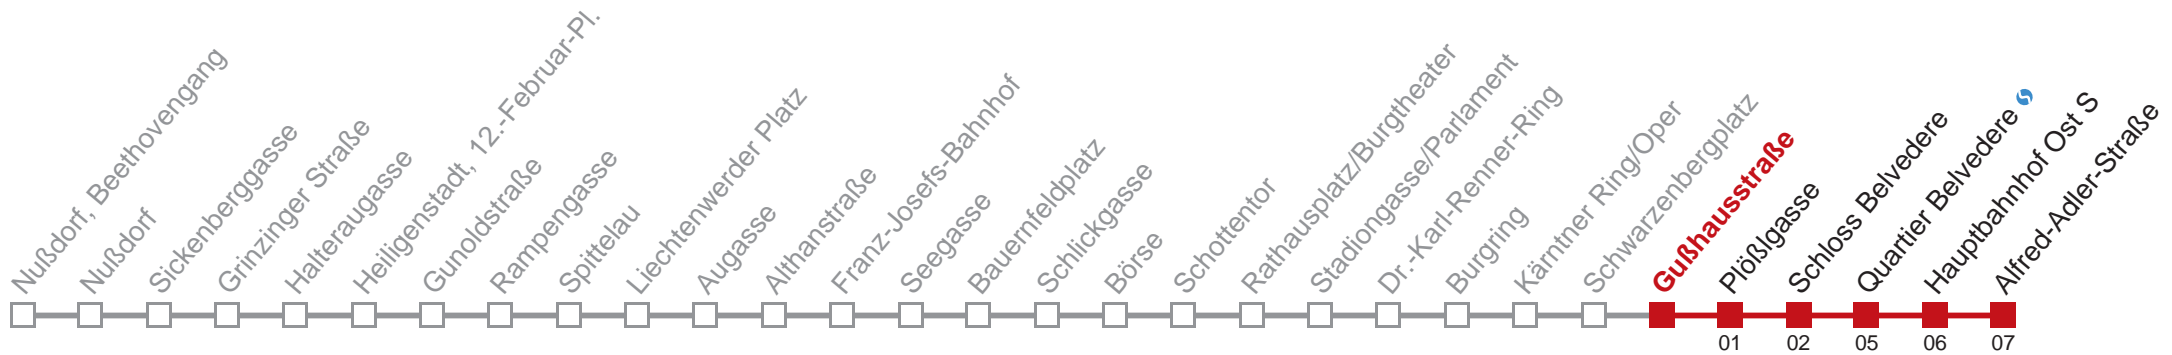 Nußdorf, Beethovengang
Nußdorf
Sickenberggasse
Grinzinger Straße
Halteraugasse
Heiligenstadt, 12.-Februar-Pl.
Gunoldstraße
Rampengasse
Spittelau
Liechtenwerder Platz
Augasse
Althanstraße
Franz-Josefs-Bahnhof
Seegasse
Bauernfeldplatz
Schlickgasse
Börse
Schottentor
Rathausplatz/Burgtheater
Stadiongasse/Parlament
Dr.-Karl-Renner-Ring
Burgring
Kärntner Ring/Oper
Schwarzenbergplatz
Gußhausstraße
Plößlgasse
Schloss Belvedere
Quartier Belvedere
Hauptbahnhof Ost S
Alfred-Adler-Straße
01
02
05
06
07